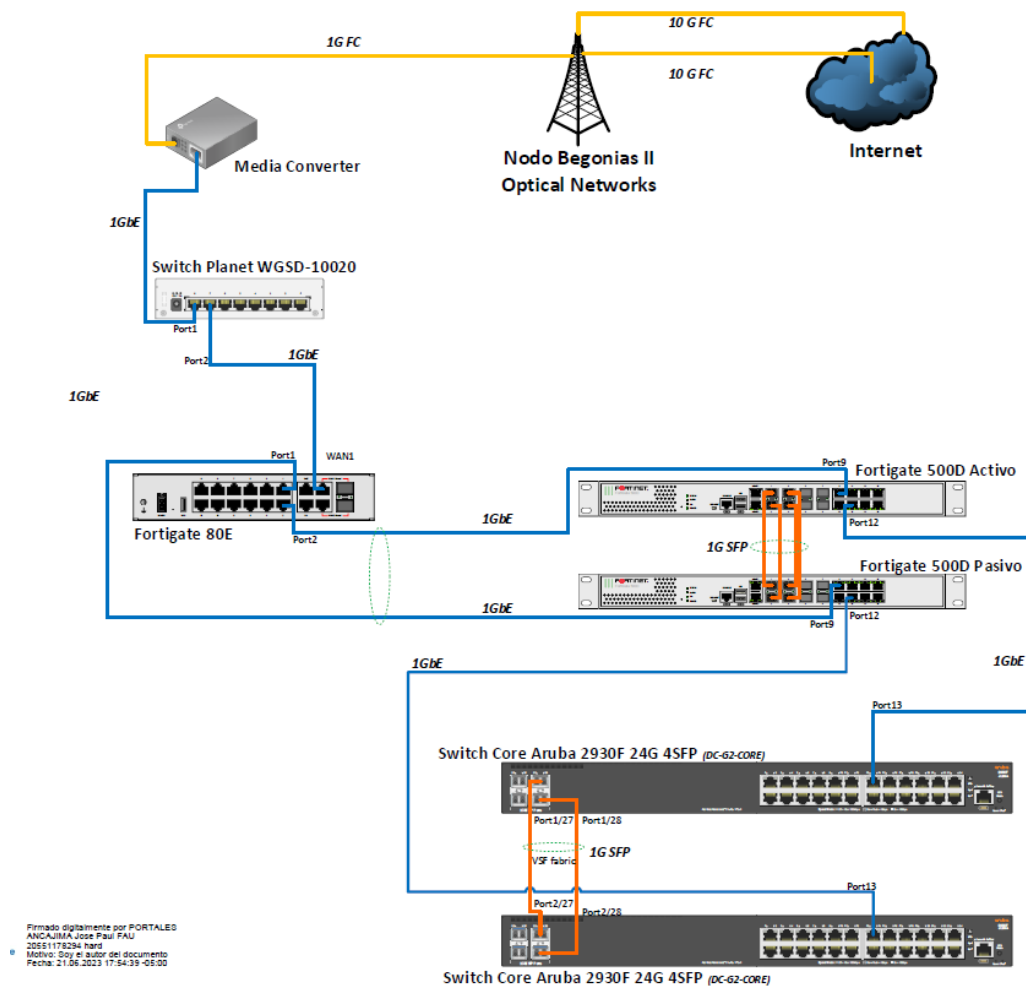 1G FC
10 G FC
10 G FC
Media Converter
Nodo Begonias II
Optical Networks
Internet
1GbE
Switch Planet WGSD-10020
Port1
Port2
1GbE
1GbE
Port1
WAN1
Fortigate 80E
Port2
Port9
Fortigate 500D Activo
FORTINET
1GbE
Port12
1G SFP
Fortigate 500D Pasivo
FORTINET
1GbE
Port9
Port12
1GbE
1GbE
Port13
Switch Core Aruba 2930F 24G 4SFP (DC-G2-CORE)
Port1/27
Port1/28
1G SFP
VSF fabric
Port2/27
Port2/28
Port13
Switch Core Aruba 2930F 24G 4SFP (DC-G2-CORE)
Firmado digitalmente por PORTALES
ANCAJIMA Jose Paul FAU
20551178294 hard
Motivo: Soy el autor del documento
Fecha: 21.06.2023 17:54:39 -05:00